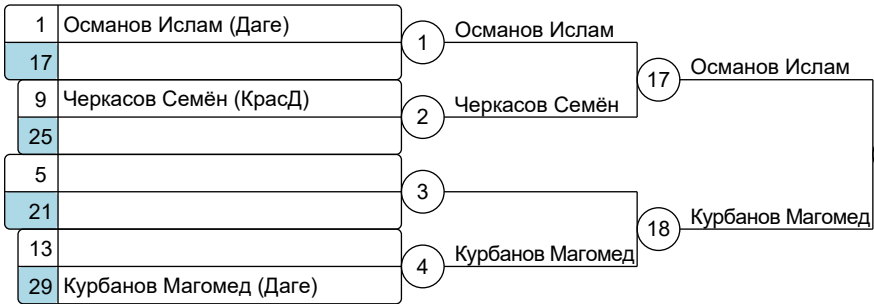 1 Османов Ислам (Даге)
17
9 Черкасов Семён (КрасД)
25
5
21
13
29 Курбанов Магомед (Даге)
1 Османов Ислам
2 Черкасов Семён
3
4 Курбанов Магомед
17 Османов Ислам
18 Курбанов Магомед